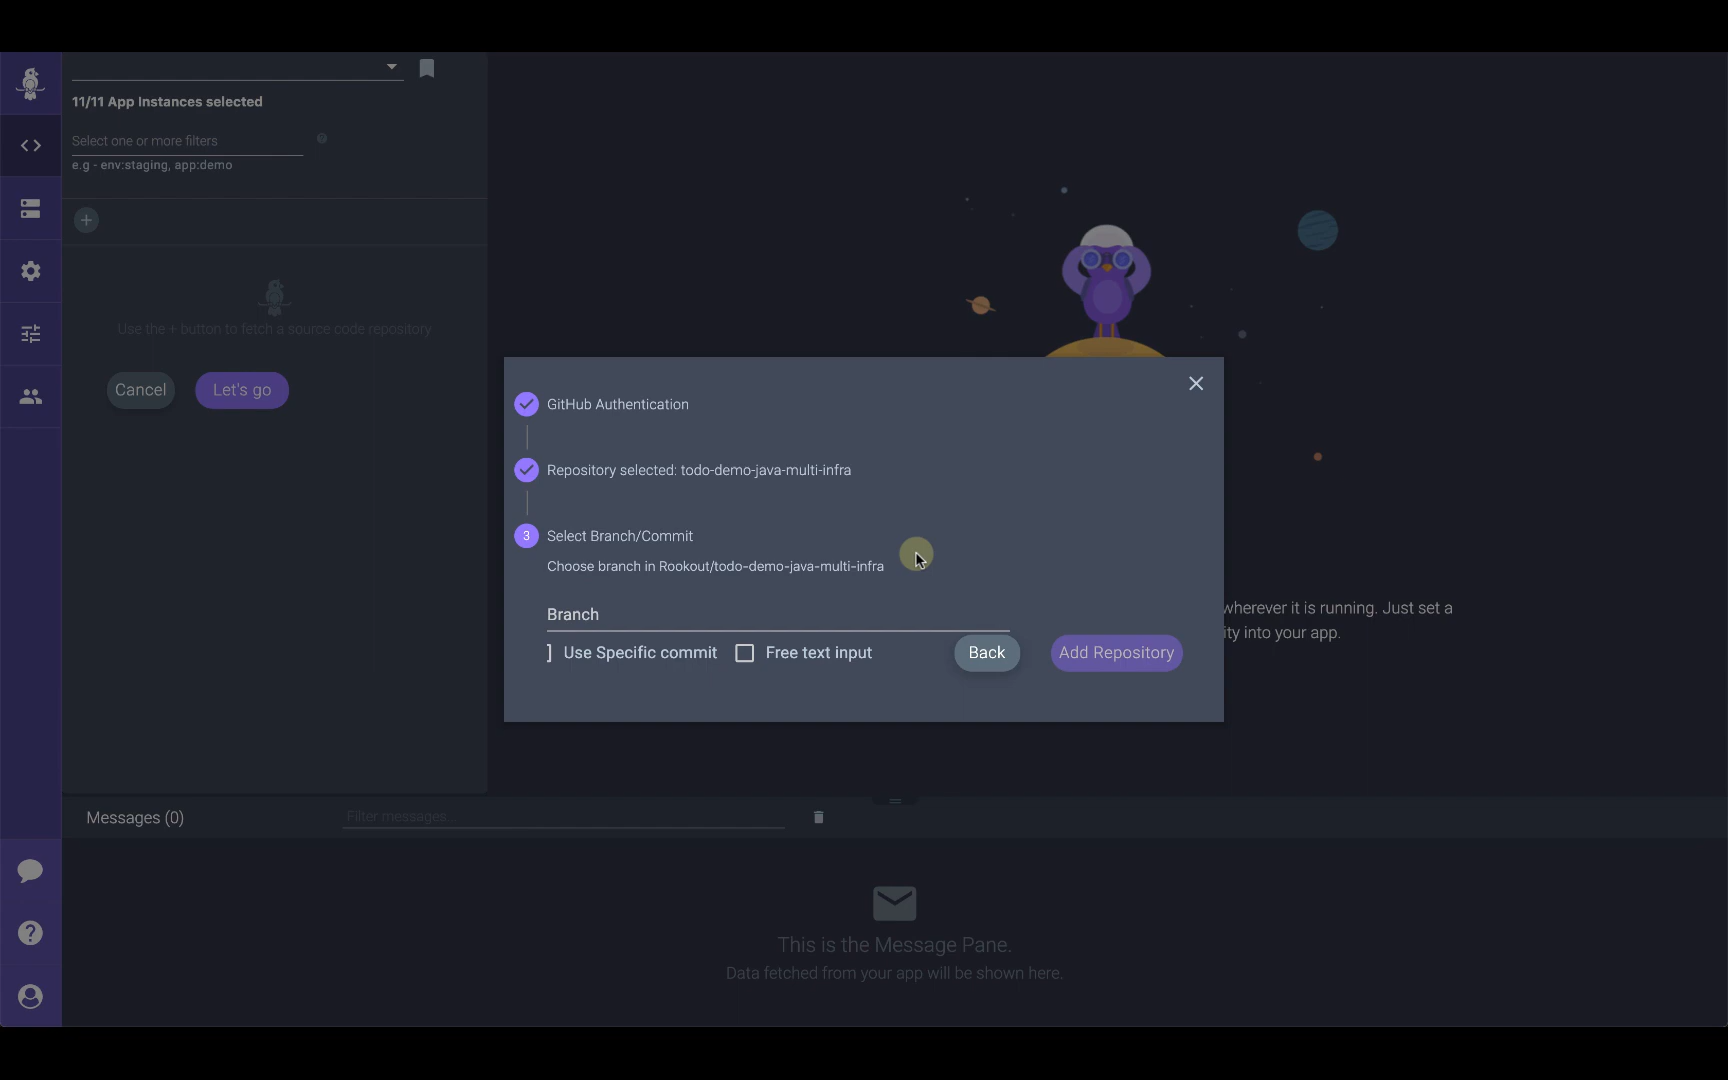 11/11 App Instances selected
Select one or more filters
e.g - env:staging, app:demo
Use the + button to fetch a source code repository
Cancel
Let's go
GitHub Authentication
Repository selected: todo-demo-java-multi-infra
3 Select Branch/Commit
Choose branch in Rookout/todo-demo-java-multi-infra
Branch
Use Specific commit
Free text input
Back
Add Repository
wherever it is running. Just set a
ity into your app.
Messages (0)
Filter messages...
This is the Message Pane.
Data fetched from your app will be shown here.